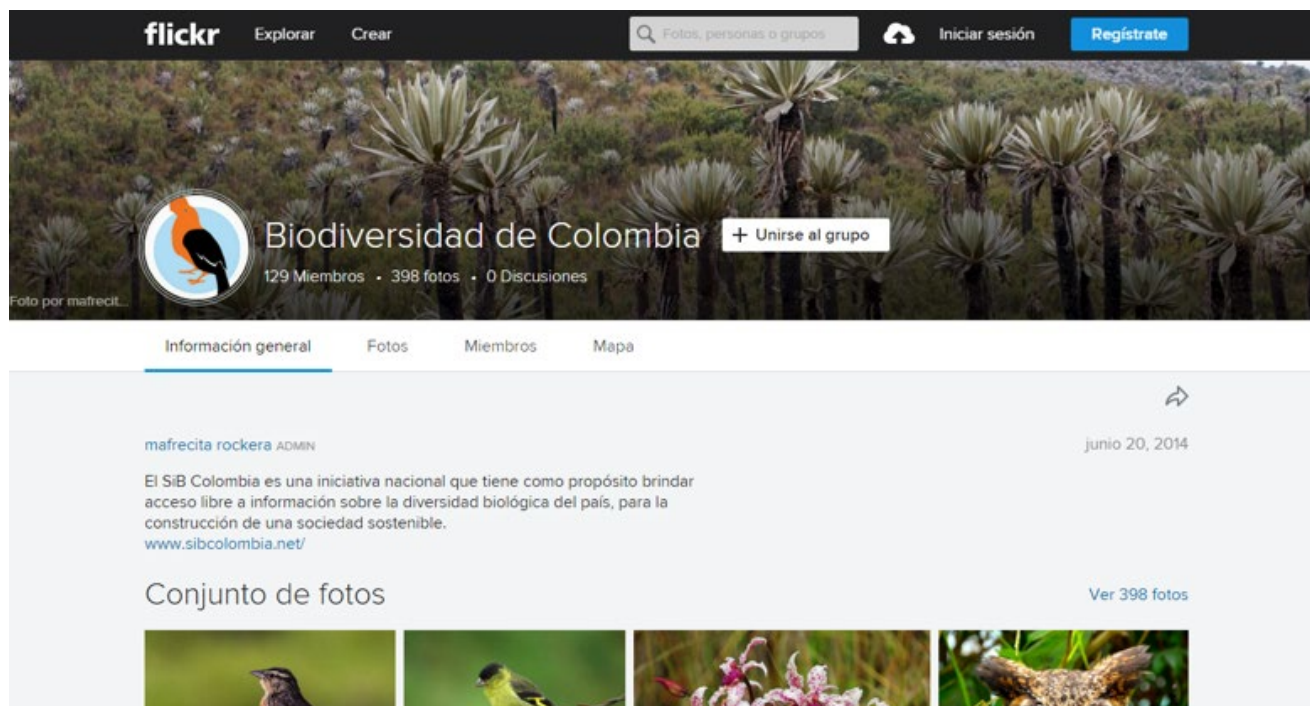 flickr Explorar Crear Fotos, personas o grupos Iniciar sesión Regístrate
Biodiversidad de Colombia + Unirse al grupo
129 Miembros • 398 fotos • 0 Discusiones
Foto por mafrecit...
Información general Fotos Miembros Mapa
mafrecita rockera ADMIN junio 20, 2014
El SiB Colombia es una iniciativa nacional que tiene como propósito brindar
acceso libre a información sobre la diversidad biológica del país, para la
construcción de una sociedad sostenible.
www.sibcolombia.net/
Conjunto de fotos Ver 398 fotos